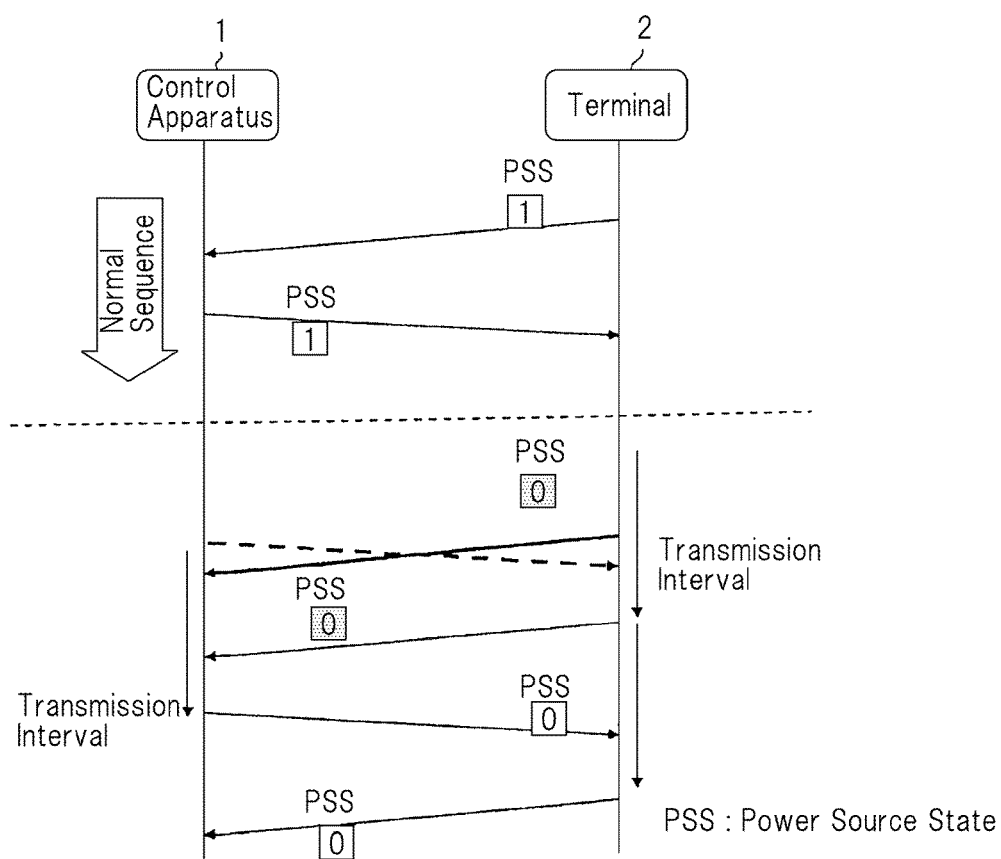 1
2
Control
Apparatus
Terminal
PSS
1
Normal
Sequence
PSS
1
PSS
0
Transmission
Interval
PSS
0
PSS
0
Transmission
Interval
PSS
0
PSS : Power Source State